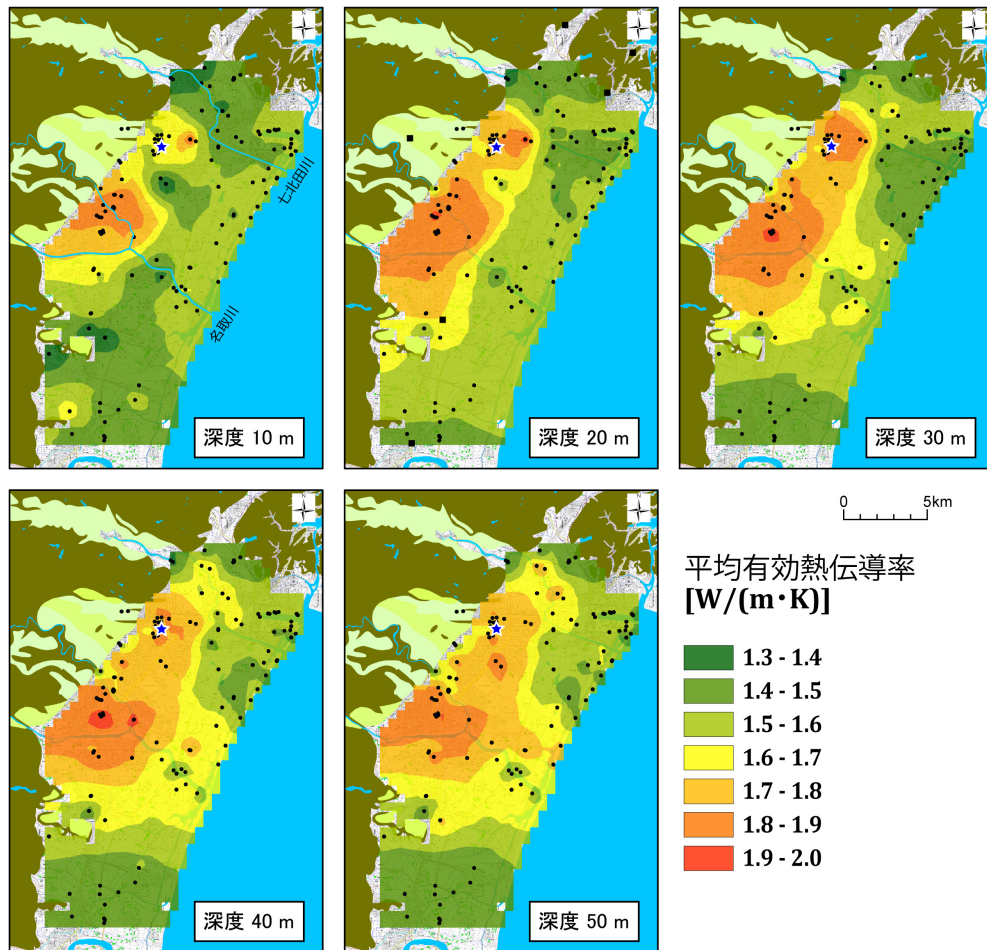 七北田川
名取川
深度 10 m
深度 20 m
深度 30 m
深度 40 m
深度 50 m
0 5km
平均有効熱伝導率
[W/(m･K)]
1.3 - 1.4
1.4 - 1.5
1.5 - 1.6
1.6 - 1.7
1.7 - 1.8
1.8 - 1.9
1.9 - 2.0